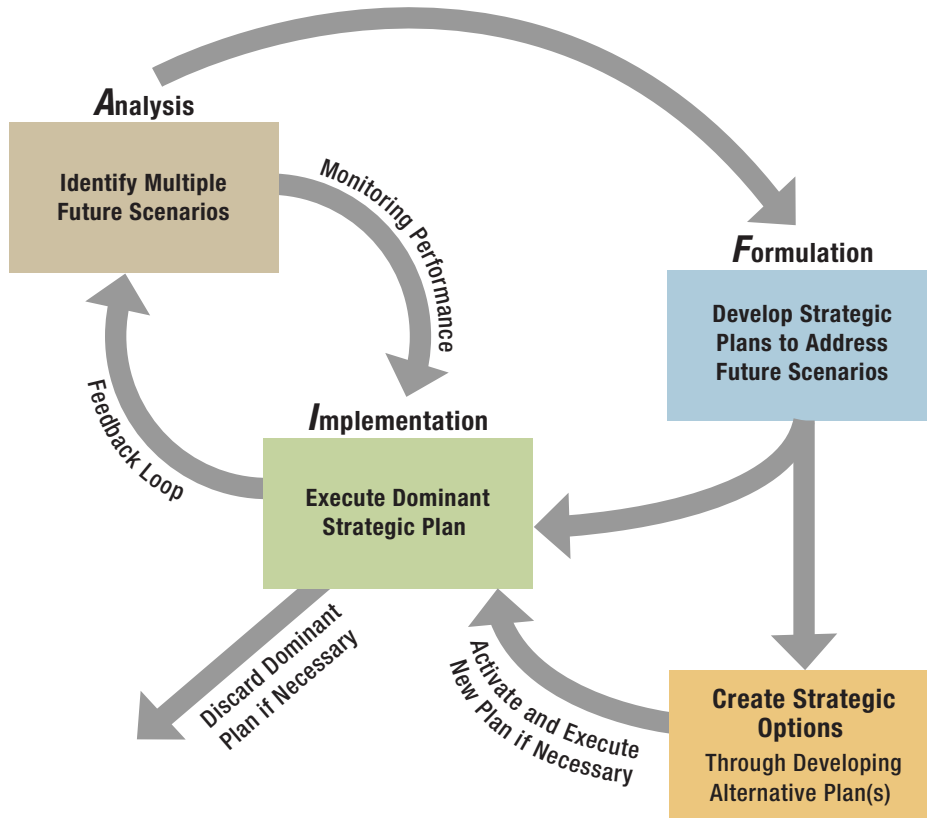 Analysis
Identify Multiple
Future Scenarios
Monitoring Performance
Formulation
Develop Strategic
Plans to Address
Future Scenarios
Feedback Loop
Implementation
Execute Dominant
Strategic Plan
Discard Dominant
Plan if Necessary
Activate and Execute
New Plan if Necessary
Create Strategic
Options
Through Developing
Alternative Plan(s)